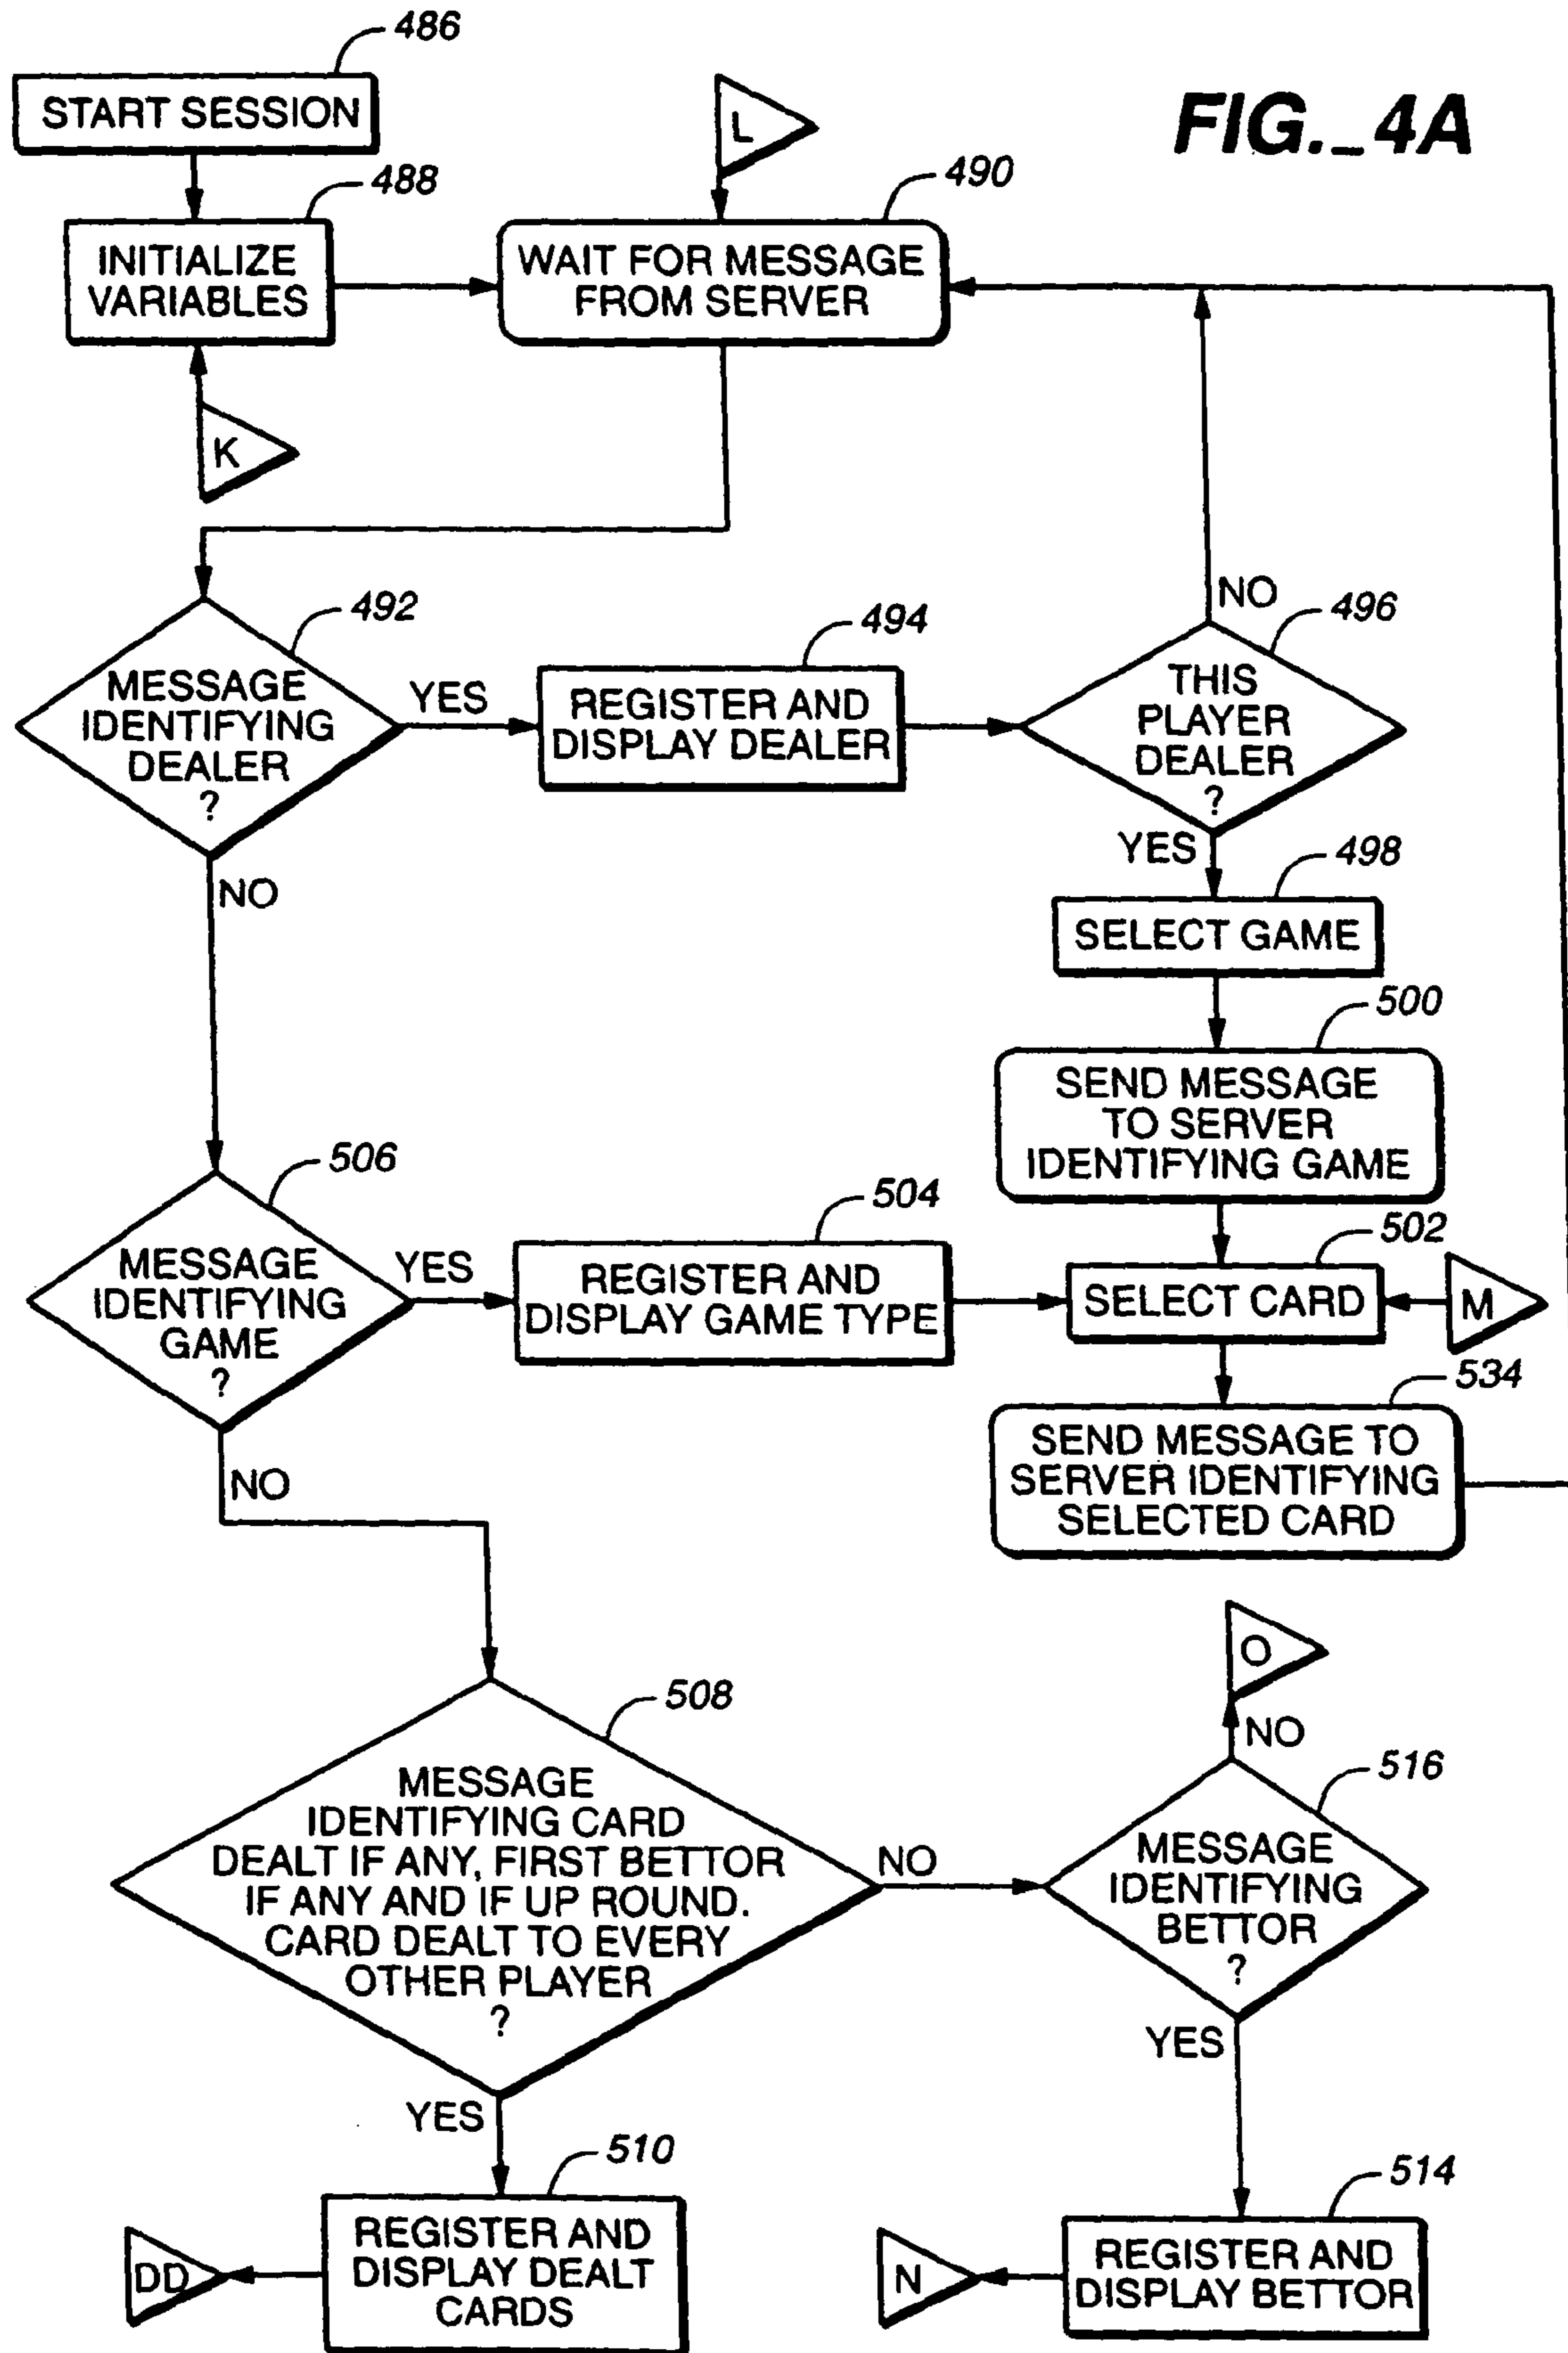 FIG._4A
486
START SESSION
L
488
490
INITIALIZE
VARIABLES
WAIT FOR MESSAGE
FROM SERVER
K
492
MESSAGE
IDENTIFYING
DEALER
?
YES
NO
494
REGISTER AND
DISPLAY DEALER
NO
496
THIS
PLAYER
DEALER
?
YES
498
SELECT GAME
500
SEND MESSAGE
TO SERVER
IDENTIFYING GAME
506
MESSAGE
IDENTIFYING
GAME
?
YES
NO
504
REGISTER AND
DISPLAY GAME TYPE
502
SELECT CARD
M
534
SEND MESSAGE TO
SERVER IDENTIFYING
SELECTED CARD
508
MESSAGE
IDENTIFYING CARD
DEALT IF ANY, FIRST BETTOR
IF ANY AND IF UP ROUND.
CARD DEALT TO EVERY
OTHER PLAYER
?
NO
YES
O
NO
516
MESSAGE
IDENTIFYING
BETTOR
?
YES
510
REGISTER AND
DISPLAY DEALT
CARDS
DD
514
REGISTER AND
DISPLAY BETTOR
N